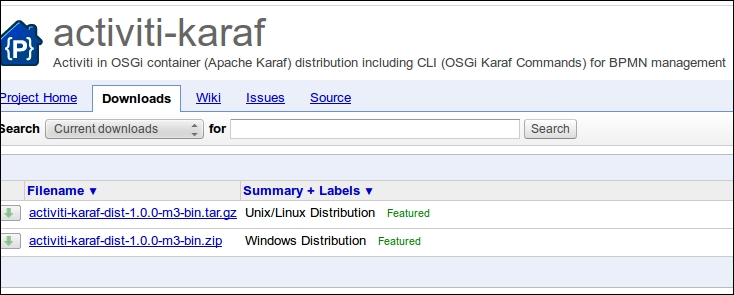 {P}
activiti-karaf
Activiti in OSGi container (Apache Karaf) distribution including CLI (OSGi Karaf Commands) for BPMN management
Project Home Downloads Wiki Issues Source
Search Current downloads for Search
Filename ▼ Summary + Labels ▼
activiti-karaf-dist-1.0.0-m3-bin.tar.gz Unix/Linux Distribution Featured
activiti-karaf-dist-1.0.0-m3-bin.zip Windows Distribution Featured